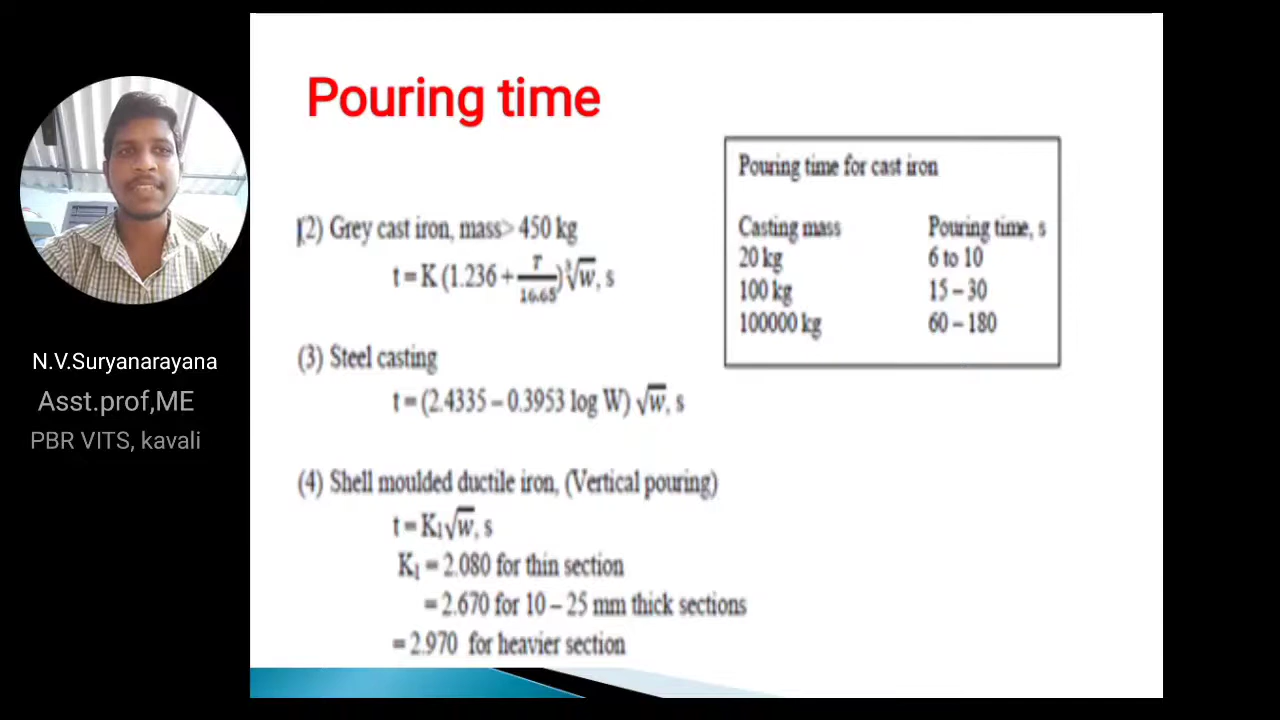 Pouring time
(2) Grey cast iron, mass> 450 kg
t = K (1.236 + T/16.65) ∛w, s
(3) Steel casting
t = (2.4335 – 0.3953 log W) √w, s
(4) Shell moulded ductile iron, (Vertical pouring)
t = K₁√w, s
K₁ = 2.080 for thin section
= 2.670 for 10 – 25 mm thick sections
= 2.970 for heavier section
Pouring time for cast iron
Casting mass Pouring time, s
20 kg 6 to 10
100 kg 15 – 30
100000 kg 60 – 180
N.V.Suryanarayana
Asst.prof,ME
PBR VITS, kavali